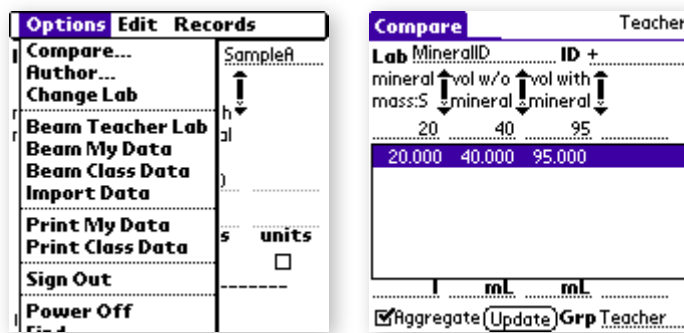 Options Edit Records
Compare...
SampleA
Author...
Change Lab
h
Beam Teacher Lab
al
Beam My Data
Beam Class Data
Import Data
Print My Data
s units
Print Class Data
Sign Out
Power Off
Find
Compare Teacher
Lab MineralID ID +
mineral vol w/o vol with
mass:S mineral mineral
20 40 95
20.000 40.000 95.000
mL mL
Aggregate Update Grp Teacher